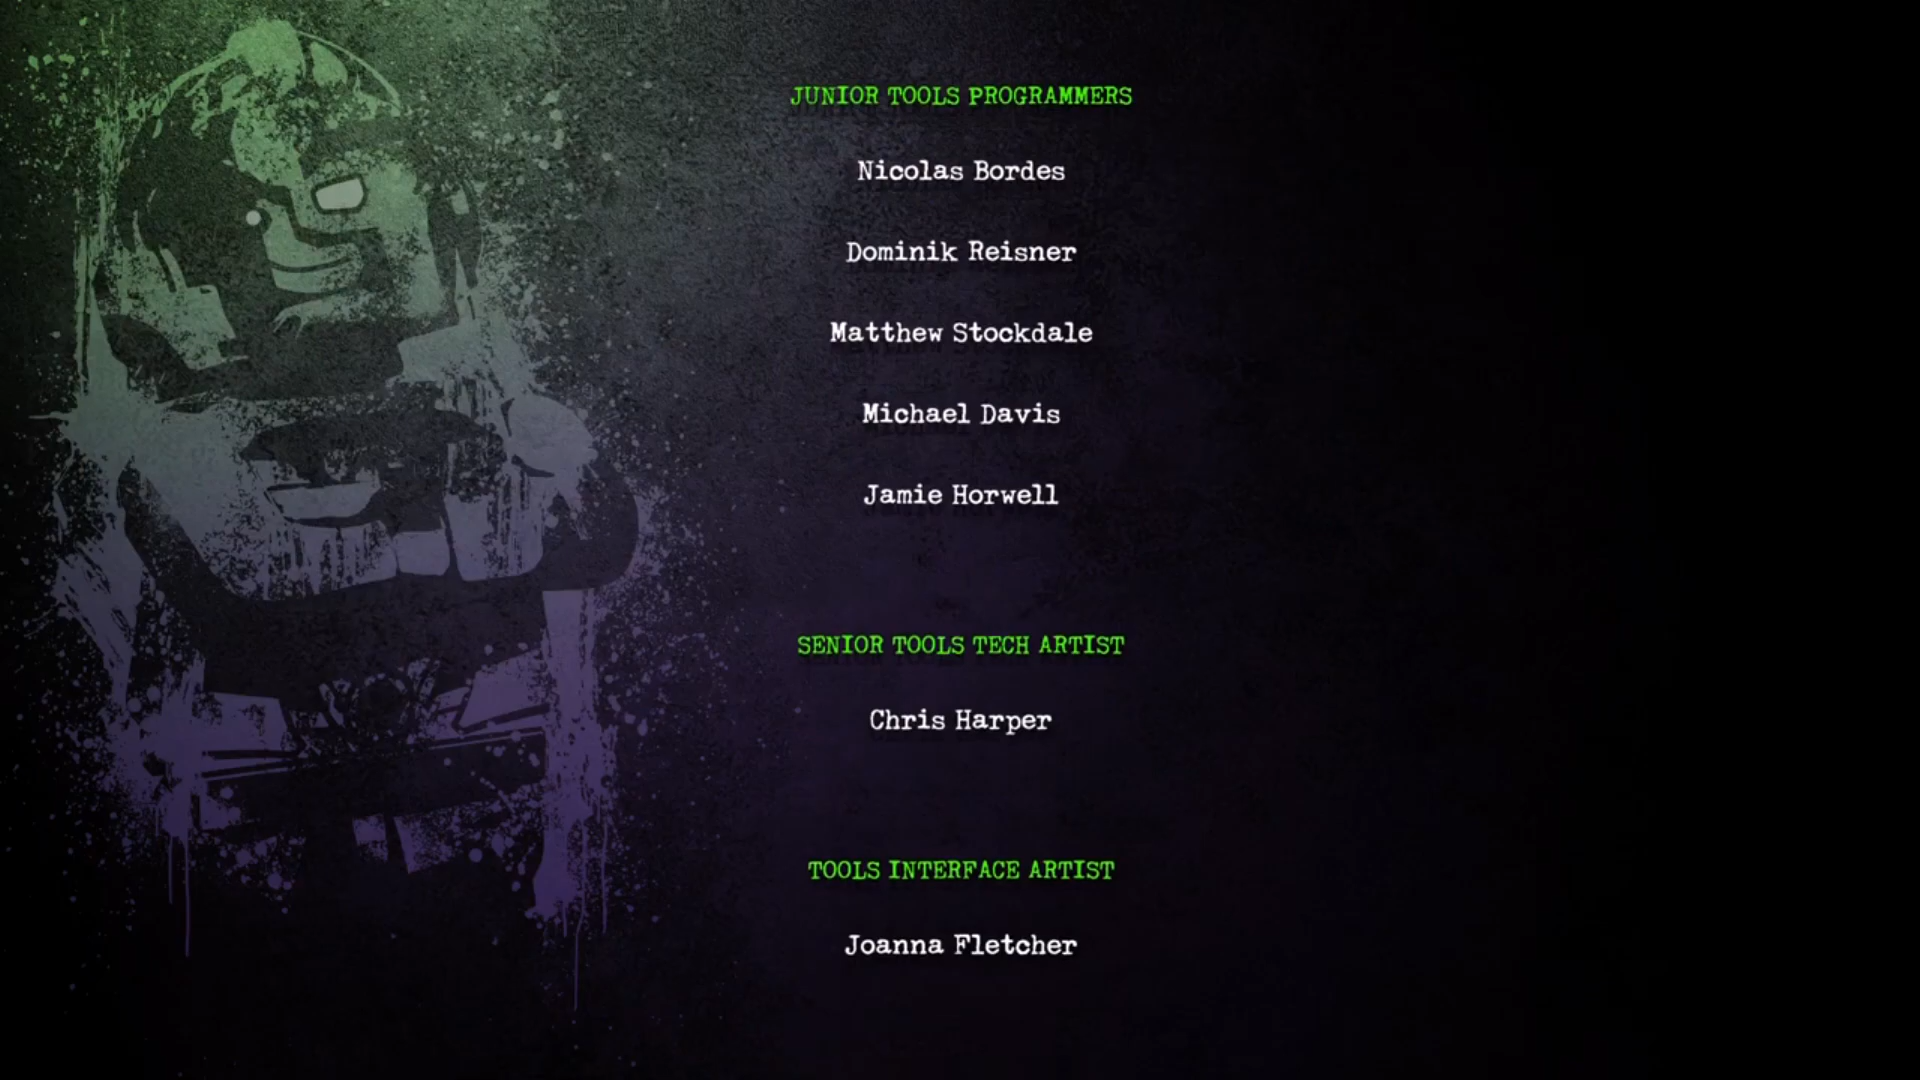 JUNIOR TOOLS PROGRAMMERS
Nicolas Bordes
Dominik Reisner
Matthew Stockdale
Michael Davis
Jamie Horwell
SENIOR TOOLS TECH ARTIST
Chris Harper
TOOLS INTERFACE ARTIST
Joanna Fletcher